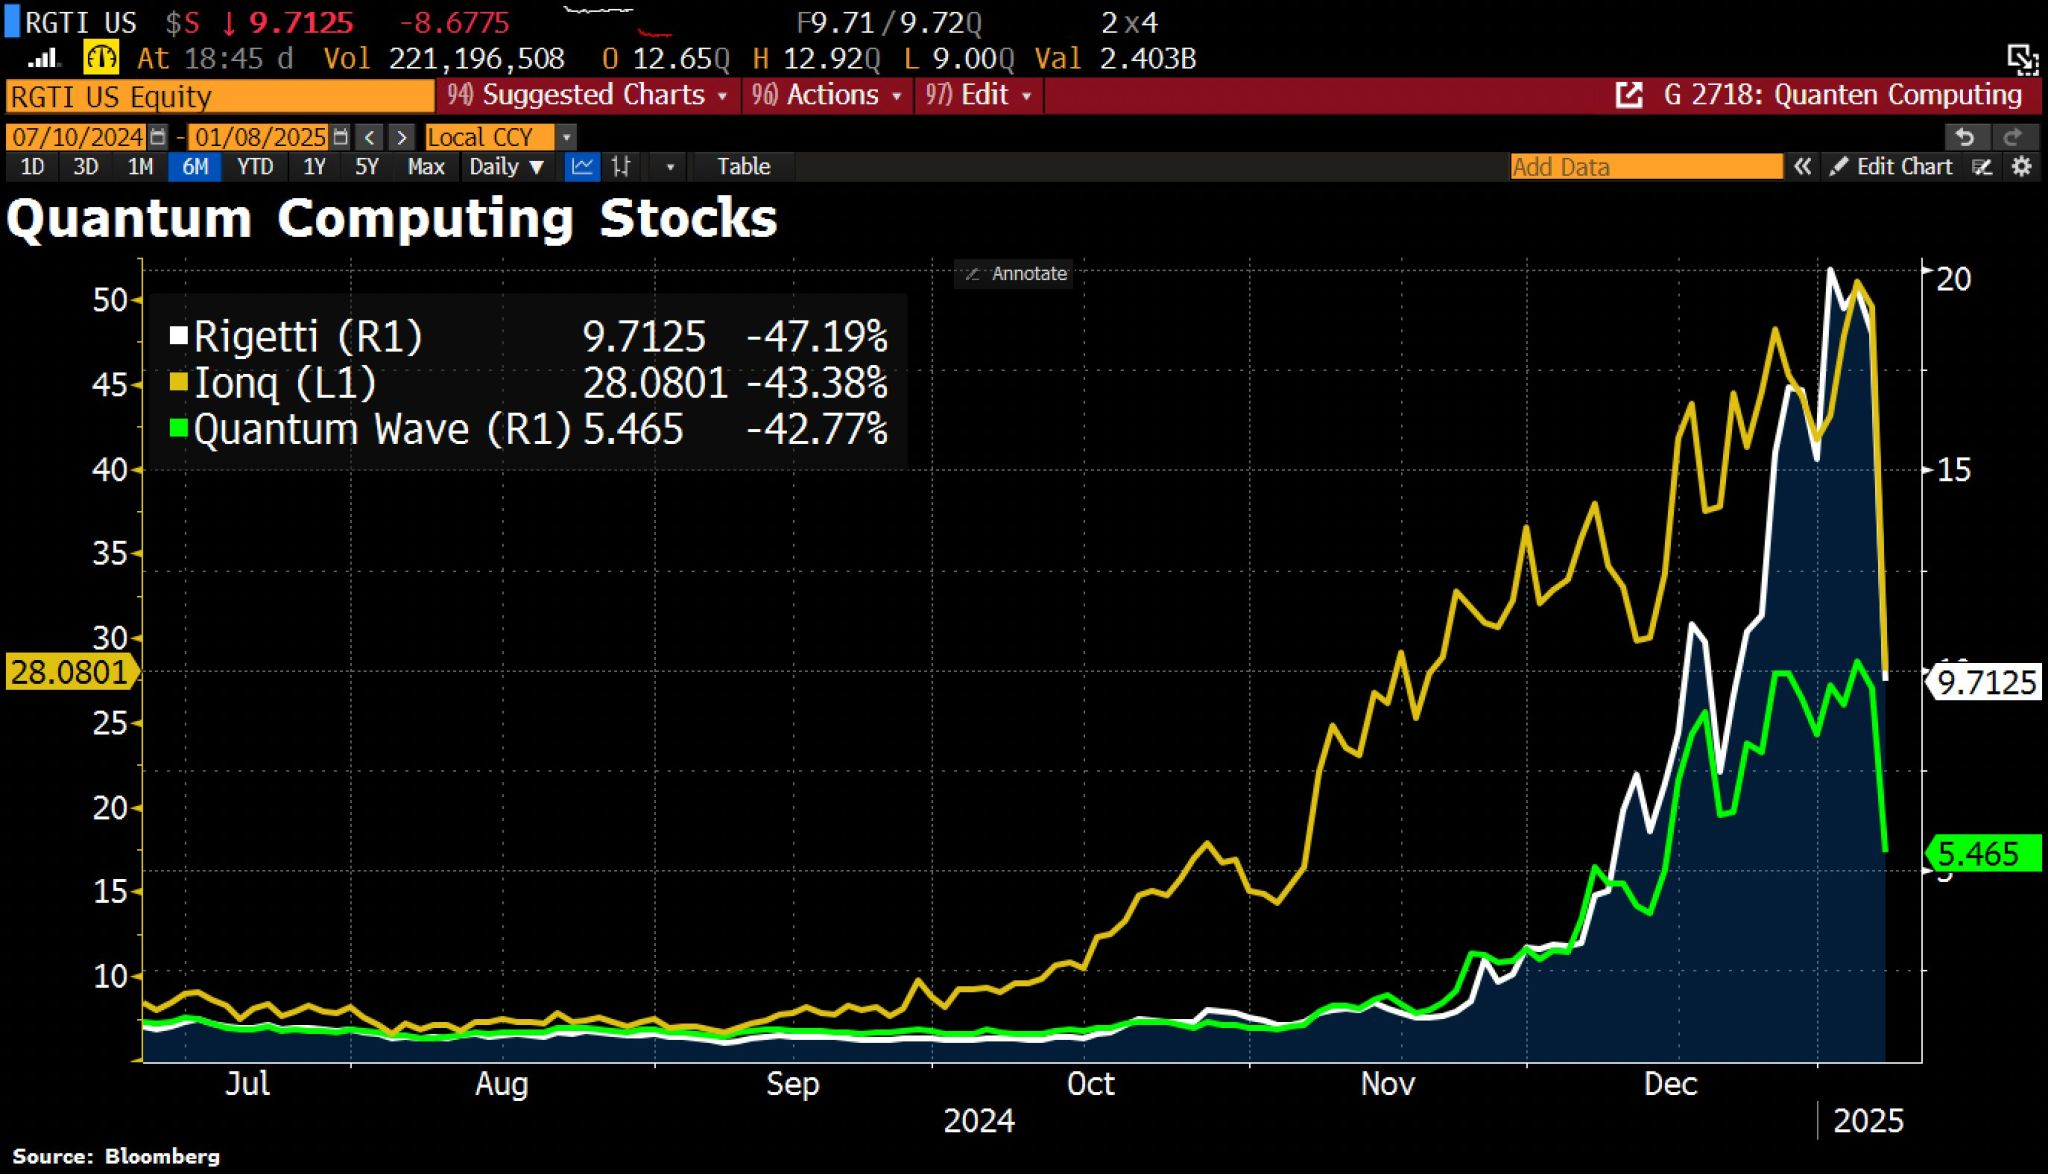 RGTI US $S ↓ 9.7125 -8.6775 F9.71/9.72Q 2x4
At 18:45 d Vol 221,196,508 O 12.65Q H 12.92Q L 9.00Q Val 2.403B
RGTI US Equity 94) Suggested Charts 96) Actions 97) Edit G 2718: Quanten Computing
07/10/2024 - 01/08/2025 < > Local CCY
1D 3D 1M 6M YTD 1Y 5Y Max Daily ▼ Table Add Data « Edit Chart
Quantum Computing Stocks
Annotate
Rigetti (R1) 9.7125 -47.19%
Ionq (L1) 28.0801 -43.38%
Quantum Wave (R1) 5.465 -42.77%
50
45
40
35
30
28.0801
25
20
15
10
20
15
9.7125
5.465
Jul Aug Sep Oct Nov Dec
2024 2025
Source: Bloomberg